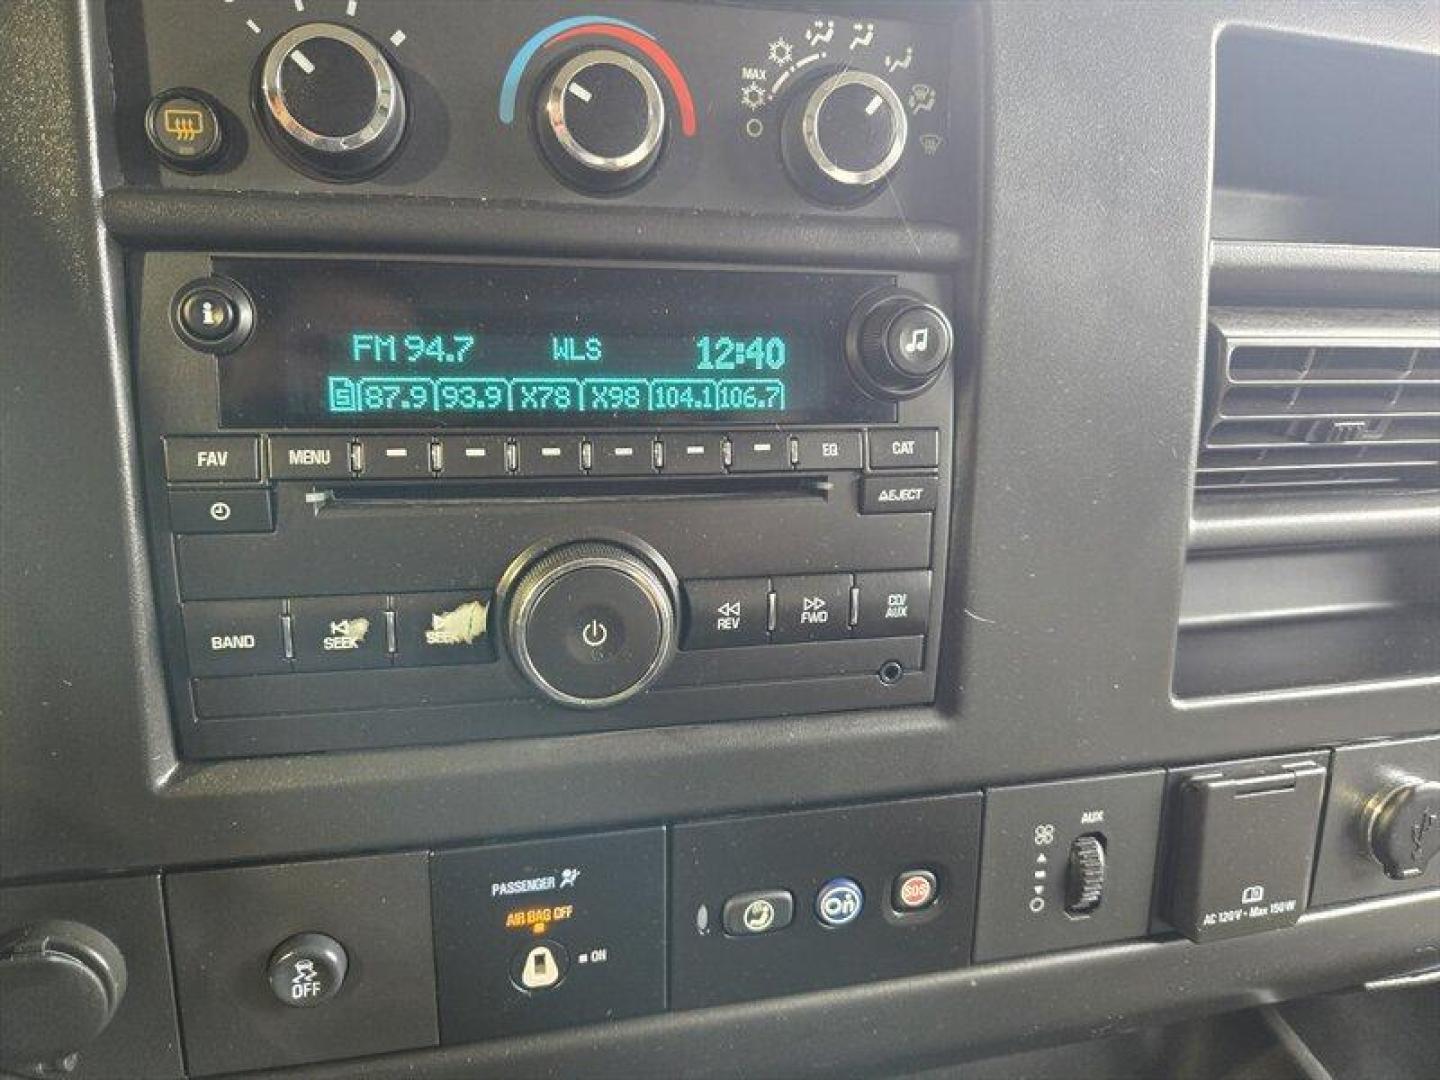 MAX
FM 94.7 WLS 12:40
87.9 93.9 X78 X98 104.1 106.7
FAV MENU EQ CAT
EJECT
BAND SEEK SEEK REV FWD CD/
AUX
PASSENGER
AIR BAG OFF
ON
OFF
On SOS
AUX
AC 120V - Max 150W